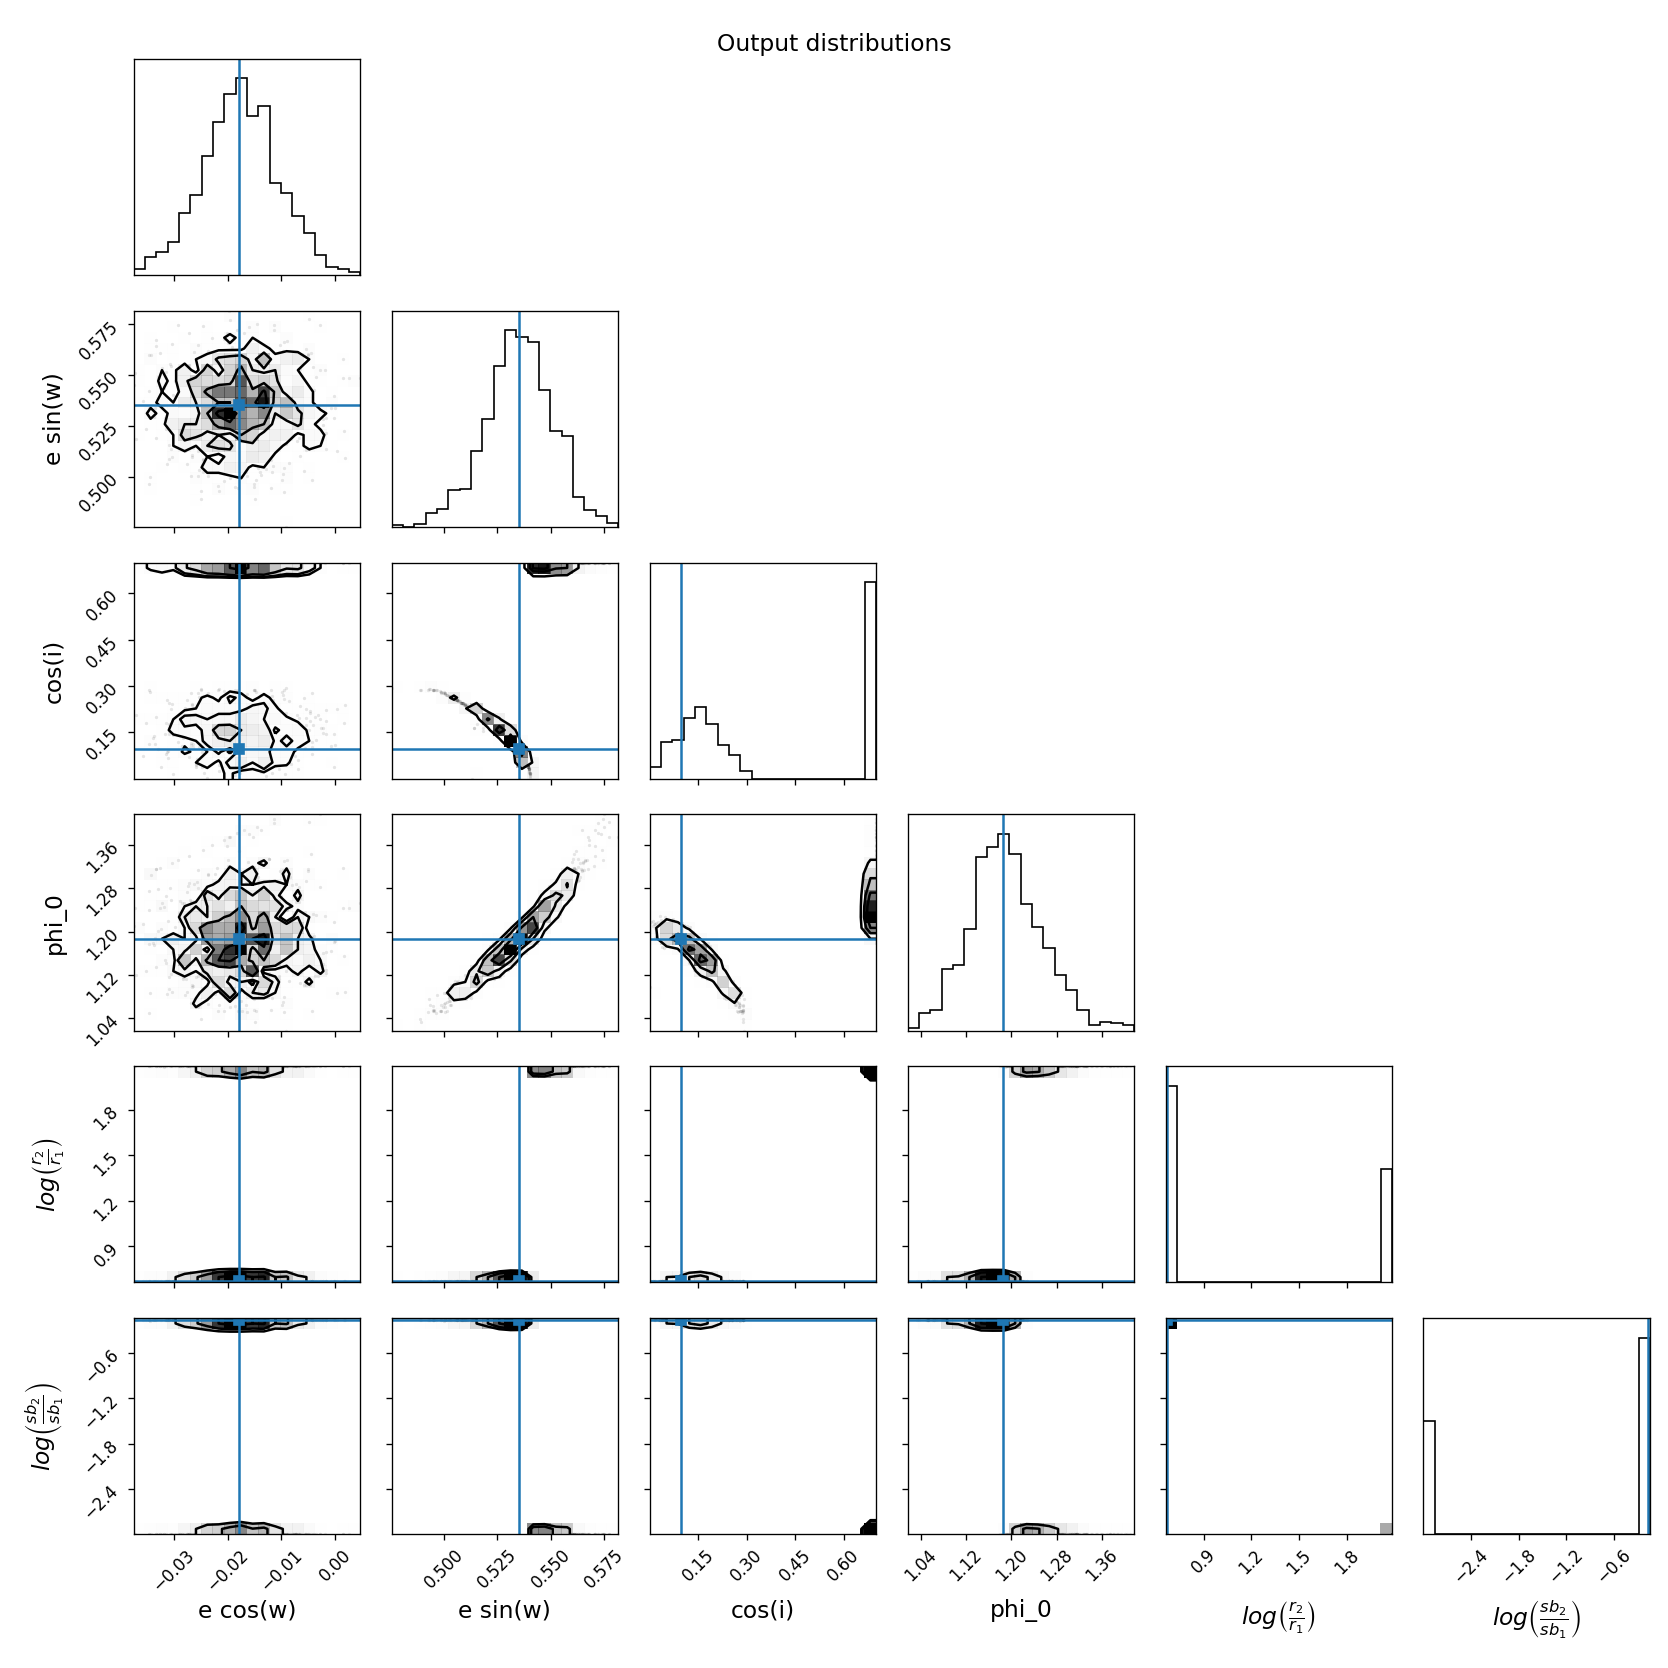 Output distributions
e sin(w)
0.575
0.550
0.525
0.500
cos(i)
0.60
0.45
0.30
0.15
phi_0
1.36
1.28
1.20
1.12
1.04
log(r₂/r₁)
1.8
1.5
1.2
0.9
log(sb₂/sb₁)
−0.6
−1.2
−1.8
−2.4
−0.03 −0.02 −0.01 0.00 0.500 0.525 0.550 0.575 0.15 0.30 0.45 0.60 1.04 1.12 1.20 1.28 1.36 0.9 1.2 1.5 1.8 −2.4 −1.8 −1.2 −0.6
e cos(w) e sin(w) cos(i) phi_0 log(r₂/r₁) log(sb₂/sb₁)